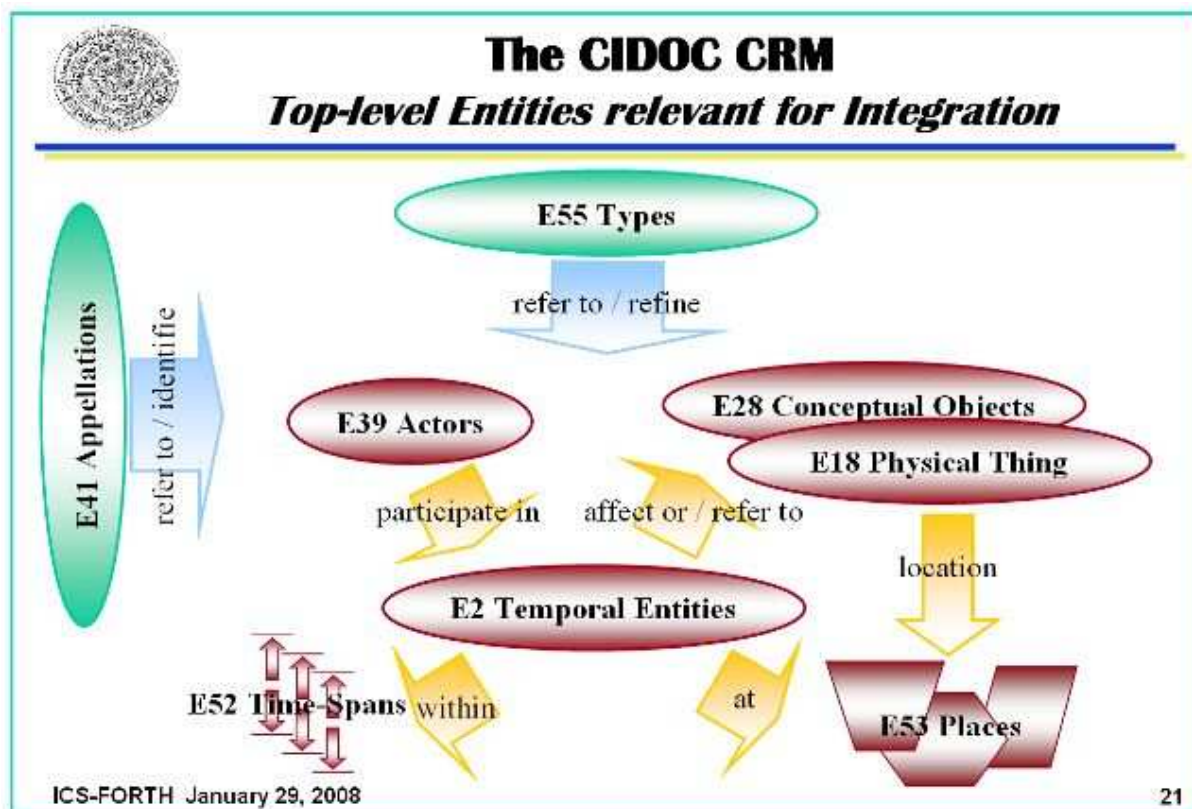 The CIDOC CRM
Top-level Entities relevant for Integration
E55 Types
refer to / refine
E41 Appellations
refer to / identifie
E39 Actors
E28 Conceptual Objects
E18 Physical Thing
participate in
affect or / refer to
location
E2 Temporal Entities
E52 Time-Spans
within
at
E53 Places
ICS-FORTH January 29, 2008
21